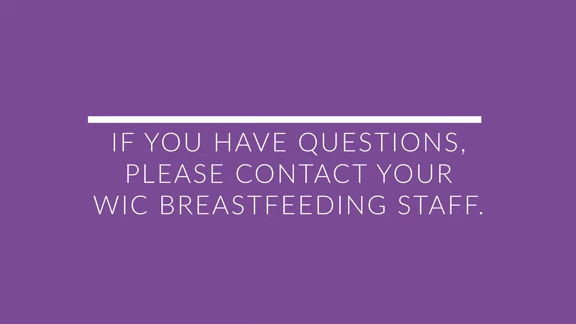 IF YOU HAVE QUESTIONS,
PLEASE CONTACT YOUR
WIC BREASTFEEDING STAFF.